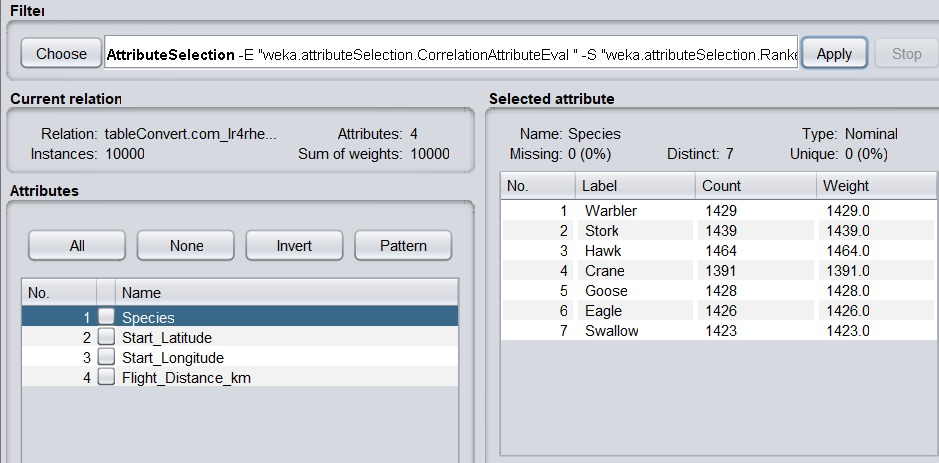 Filter
Choose AttributeSelection -E "weka.attributeSelection.CorrelationAttributeEval " -S "weka.attributeSelection.Ranke Apply Stop
Current relation
Relation: tableConvert.com_lr4rhe... Attributes: 4
Instances: 10000 Sum of weights: 10000
Attributes
All None Invert Pattern
No. Name
1 Species
2 Start_Latitude
3 Start_Longitude
4 Flight_Distance_km
Selected attribute
Name: Species Type: Nominal
Missing: 0 (0%) Distinct: 7 Unique: 0 (0%)
No. Label Count Weight
1 Warbler 1429 1429.0
2 Stork 1439 1439.0
3 Hawk 1464 1464.0
4 Crane 1391 1391.0
5 Goose 1428 1428.0
6 Eagle 1426 1426.0
7 Swallow 1423 1423.0